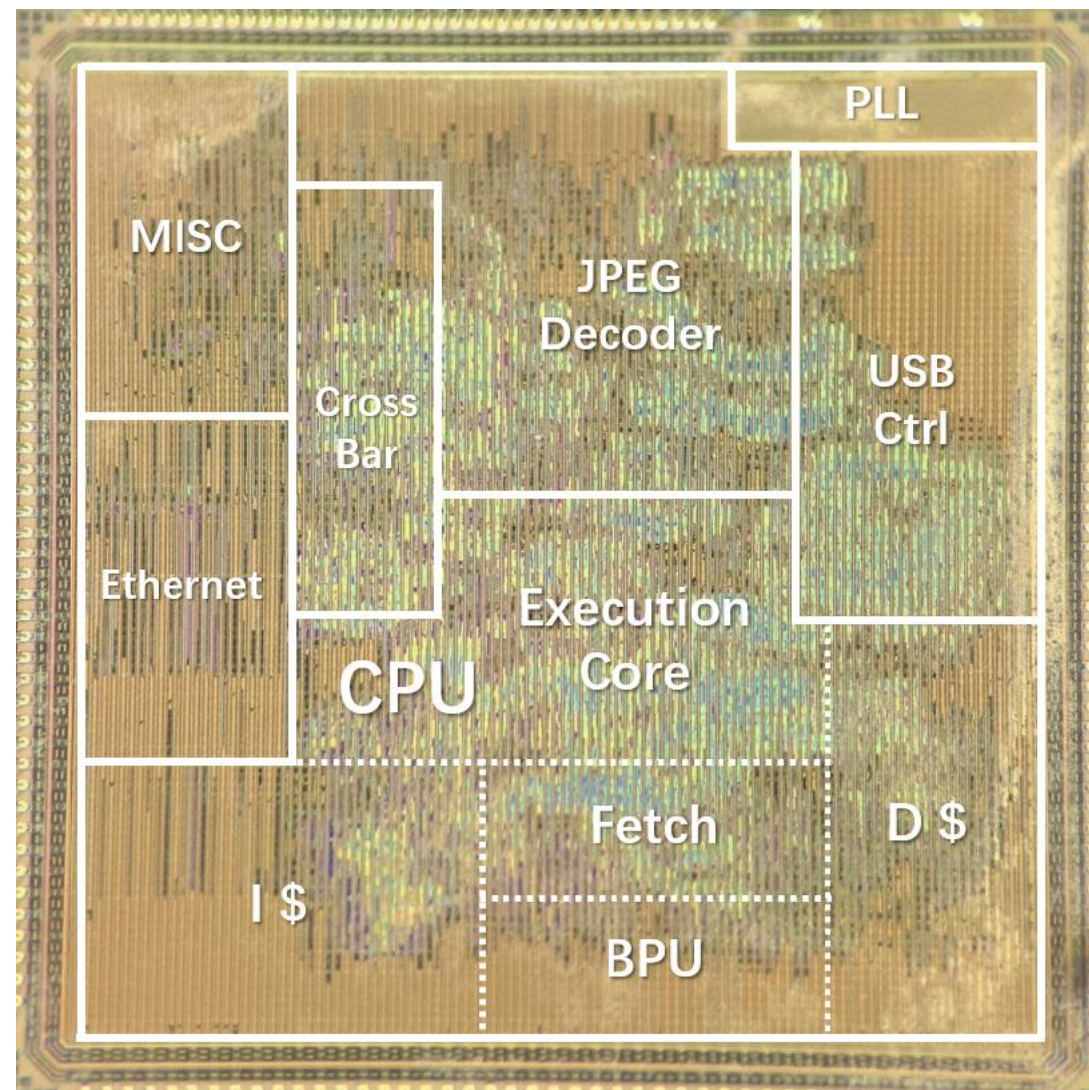 PLL
MISC
JPEG
Decoder
USB
Ctrl
Cross
Bar
Ethernet
Execution
Core
CPU
Fetch
D $
I $
BPU